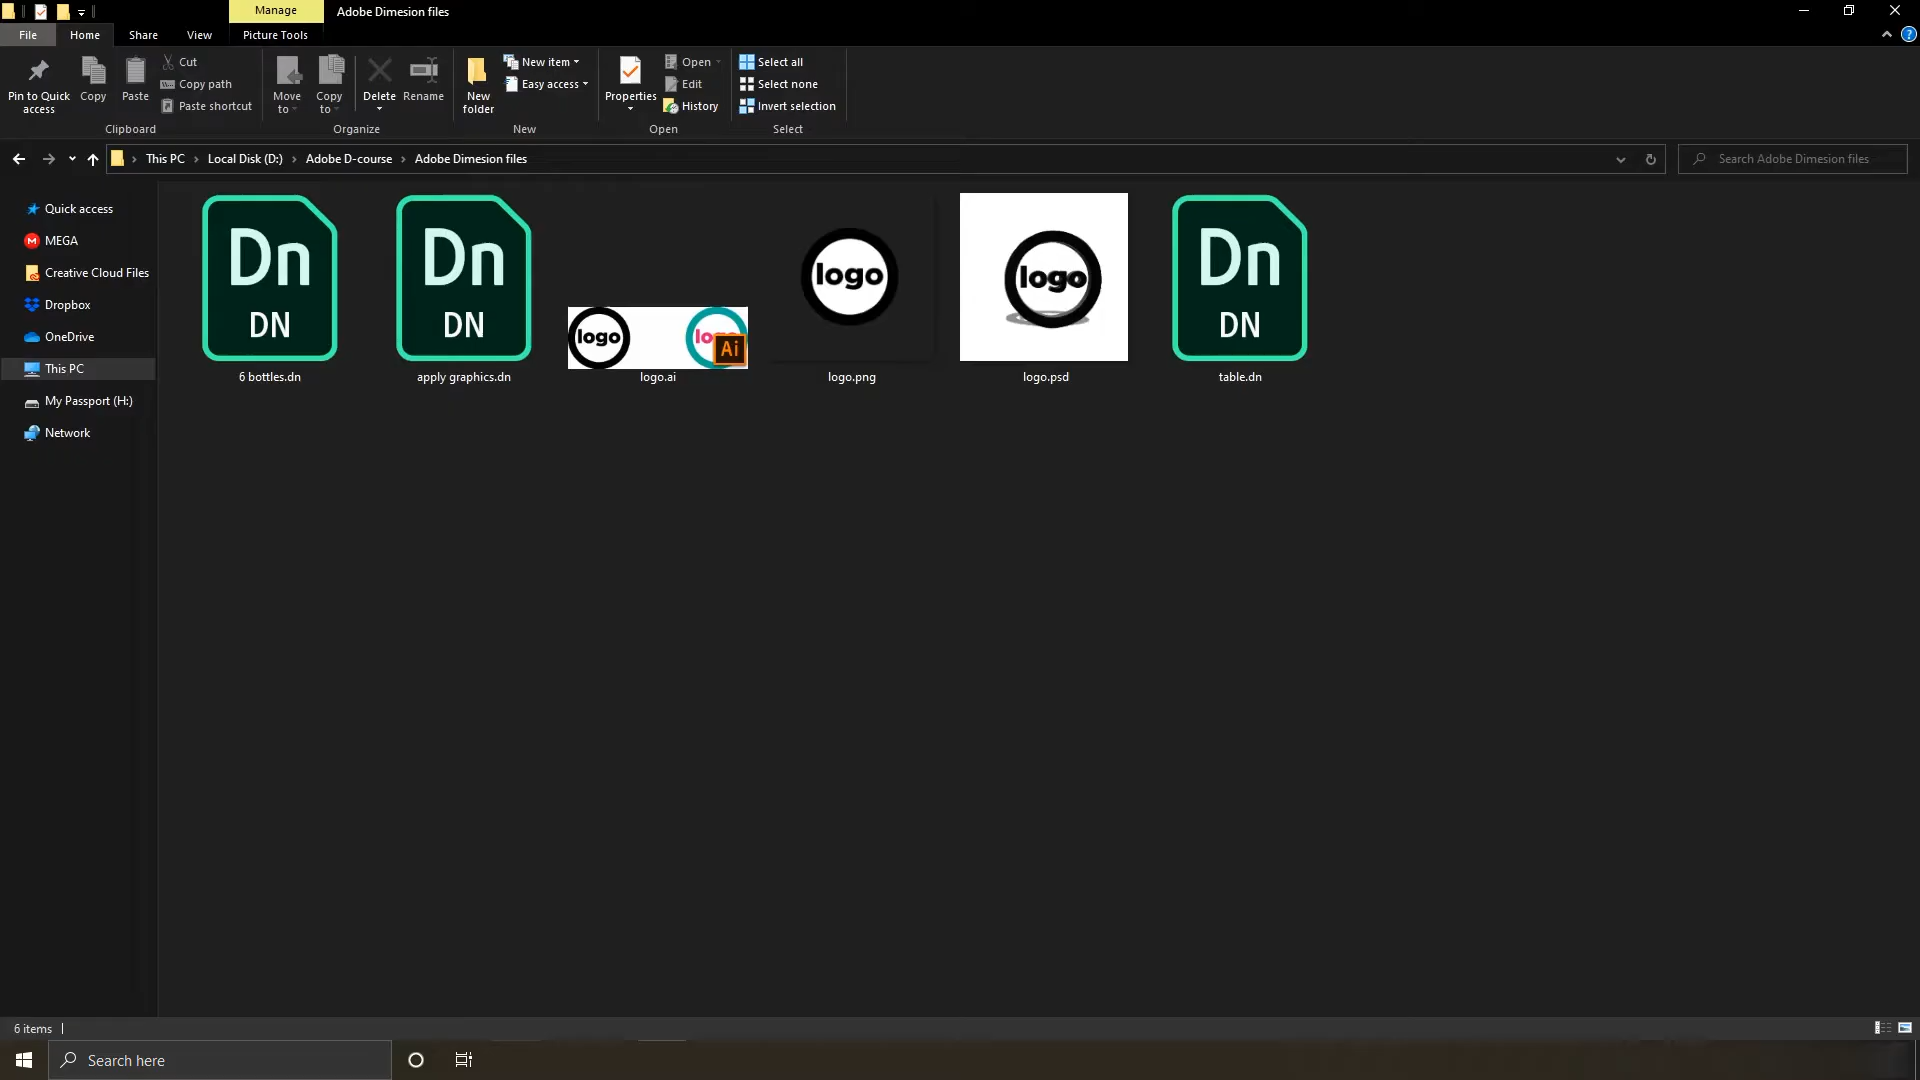 Manage
Adobe Dimesion files
File
Home
Share
View
Picture Tools
Pin to Quick
access
Copy
Paste
Cut
Copy path
Paste shortcut
Clipboard
Move
to
Copy
to
Delete
Rename
Organize
New
folder
New item
Easy access
New
Properties
Open
Edit
History
Open
Select all
Select none
Invert selection
Select
This PC
Local Disk (D:)
Adobe D-course
Adobe Dimesion files
Search Adobe Dimesion files
Quick access
MEGA
Creative Cloud Files
Dropbox
OneDrive
This PC
My Passport (H:)
Network
Dn
DN
6 bottles.dn
Dn
DN
apply graphics.dn
logo
Ai
logo.ai
logo
logo.png
logo
logo.psd
Dn
DN
table.dn
6 items
Search here